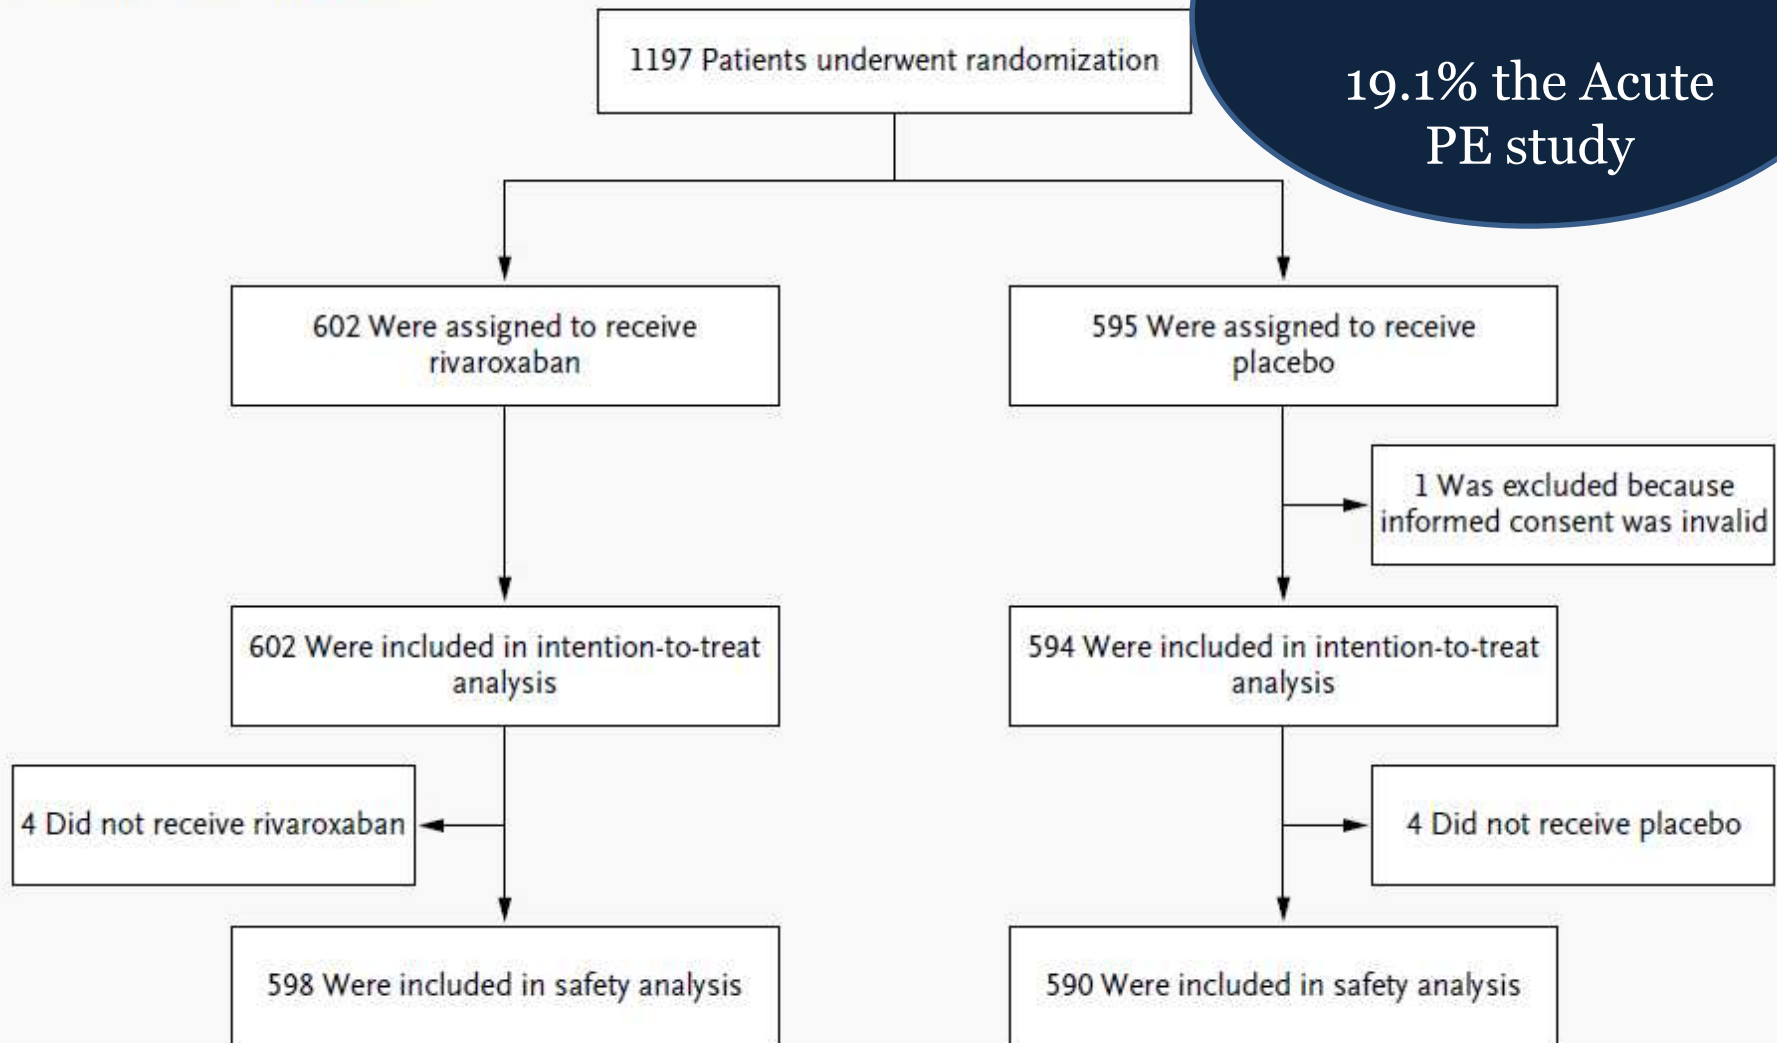 1197 Patients underwent randomization
19.1% the Acute
PE study
602 Were assigned to receive
rivaroxaban
595 Were assigned to receive
placebo
1 Was excluded because
informed consent was invalid
602 Were included in intention-to-treat
analysis
594 Were included in intention-to-treat
analysis
4 Did not receive rivaroxaban
4 Did not receive placebo
598 Were included in safety analysis
590 Were included in safety analysis